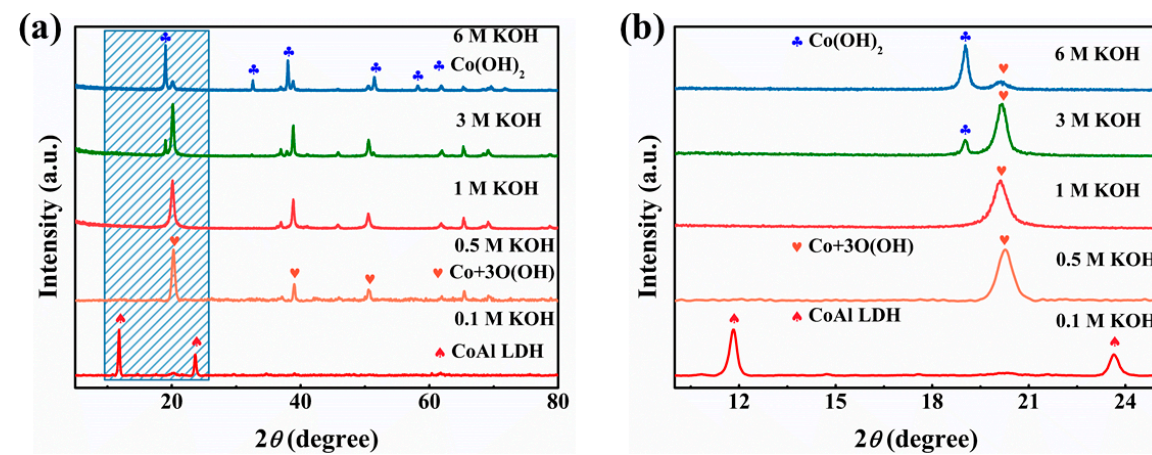 (a)
6 M KOH
♣ Co(OH)2
3 M KOH
1 M KOH
0.5 M KOH
♥ Co+3O(OH)
0.1 M KOH
♠ CoAl LDH
Intensity (a.u.)
20 40 60 80
2θ (degree)
(b)
♣ Co(OH)2
6 M KOH
3 M KOH
1 M KOH
♥ Co+3O(OH)
0.5 M KOH
♠ CoAl LDH
0.1 M KOH
Intensity (a.u.)
12 15 18 21 24
2θ (degree)